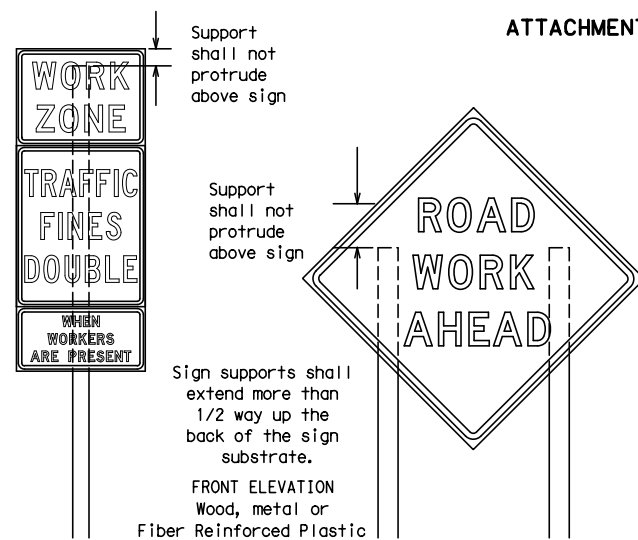 ATTACHMENT
Support
shall not
protrude
above sign
WORK
ZONE
TRAFFIC
FINES
DOUBLE
WHEN
WORKERS
ARE PRESENT
Support
shall not
protrude
above sign
ROAD
WORK
AHEAD
Sign supports shall
extend more than
1/2 way up the
back of the sign
substrate.
FRONT ELEVATION
Wood, metal or
Fiber Reinforced Plastic